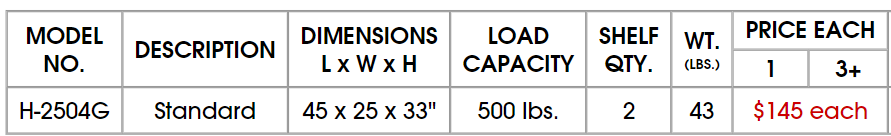 MODEL NO. DESCRIPTION DIMENSIONS L x W x H LOAD CAPACITY SHELF QTY. WT. (LBS.) PRICE EACH
1 3+
H-2504G Standard 45 x 25 x 33" 500 lbs. 2 43 $145 each